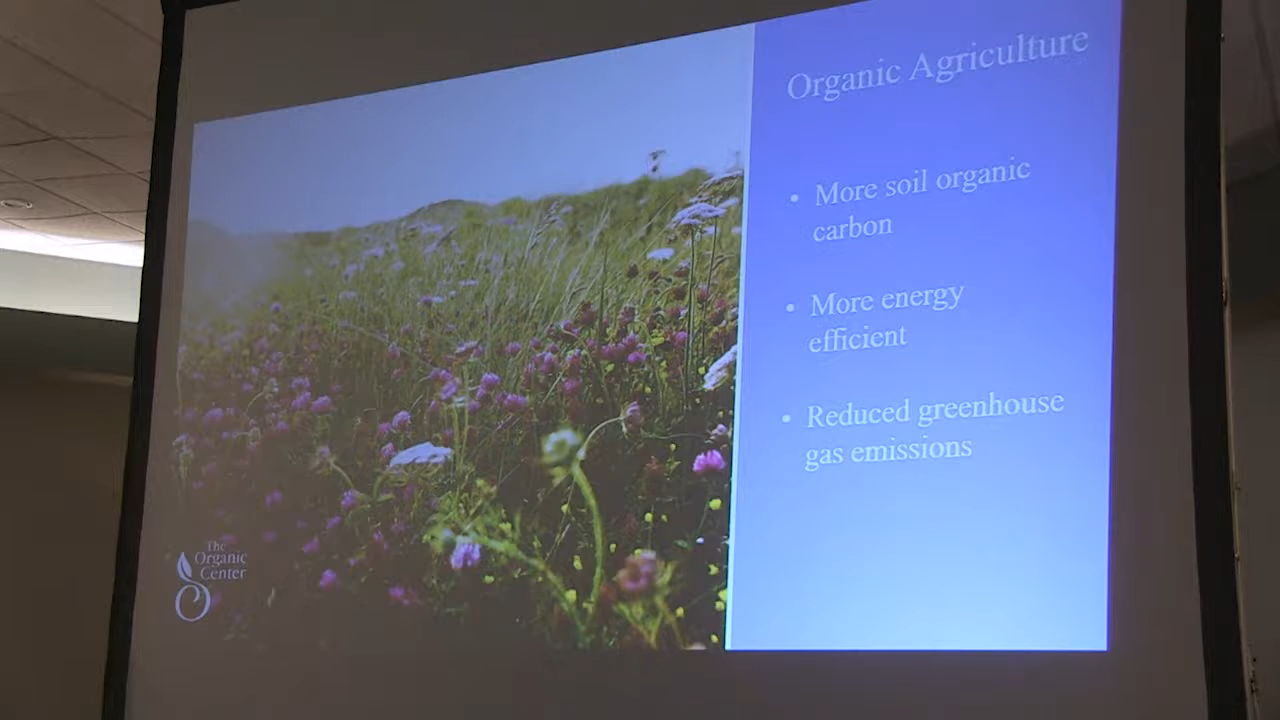 Organic Agriculture
• More soil organic
carbon
• More energy
efficient
• Reduced greenhouse
gas emissions
The
Organic
Center